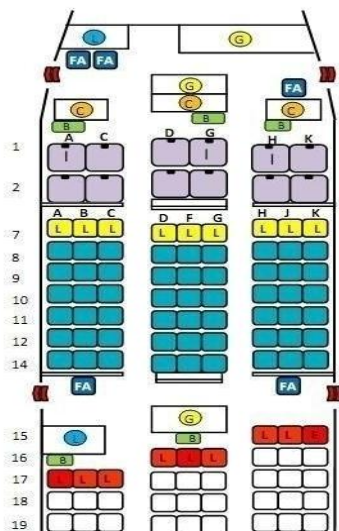 L G
FA FA
G FA
C C C
B B B
A C D G H K
1 I I I
2
A B C D F G H J K
7 L L L L L L L L L
8
9
10
11
12
14
FA FA
G
15 L B L L E
16 B L L L
17 L L L
18
19